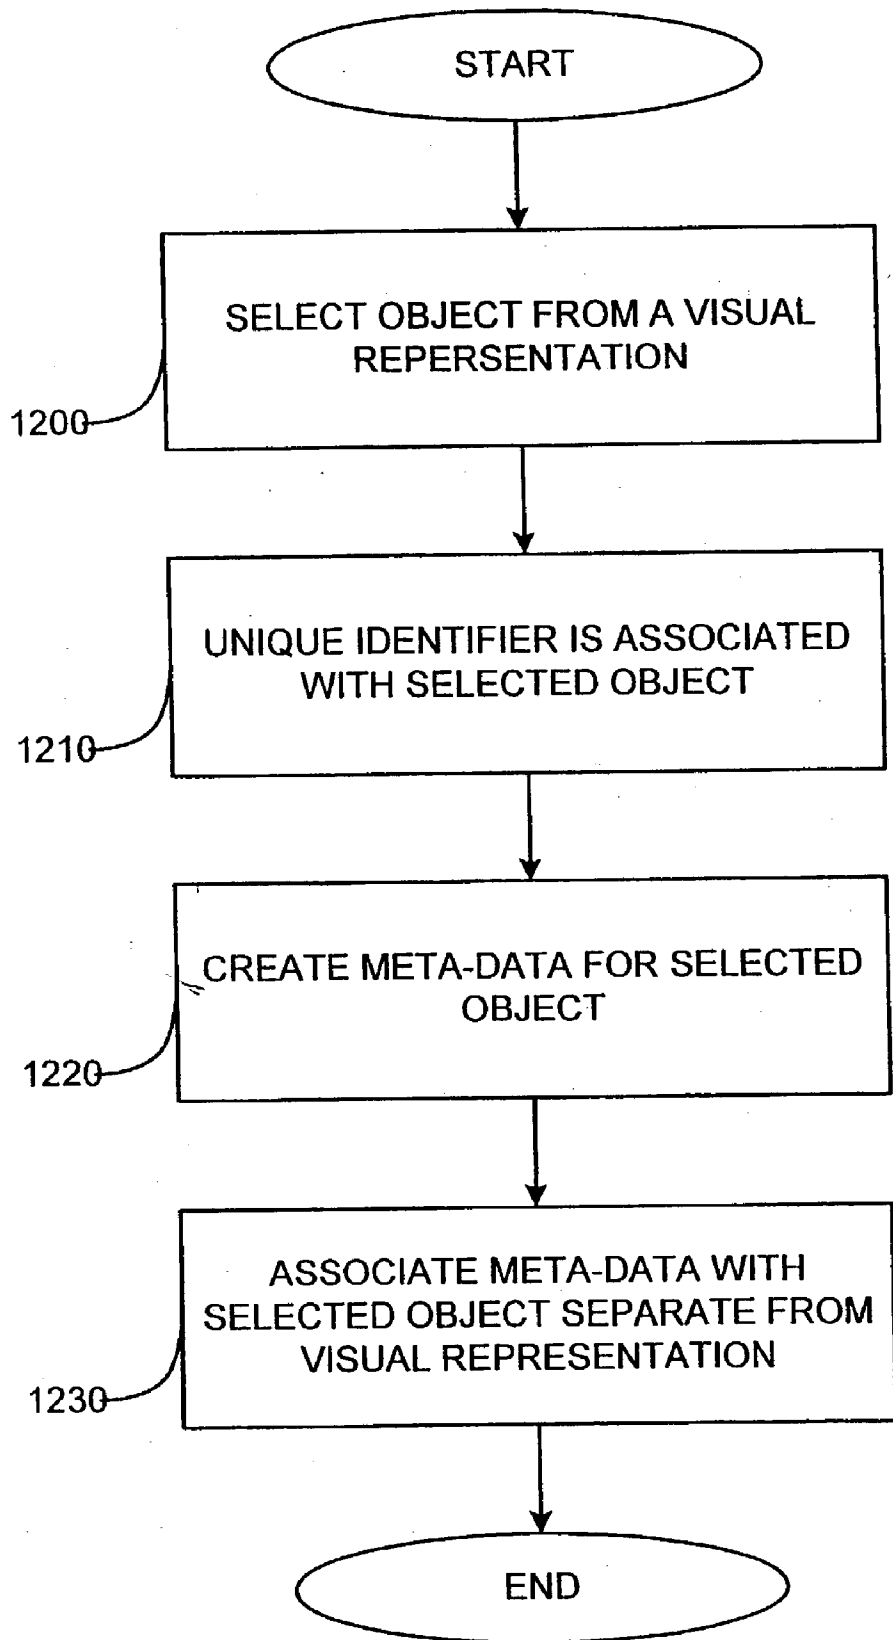 START
SELECT OBJECT FROM A VISUAL
REPERSENTATION
1200
UNIQUE IDENTIFIER IS ASSOCIATED
WITH SELECTED OBJECT
1210
CREATE META-DATA FOR SELECTED
OBJECT
1220
ASSOCIATE META-DATA WITH
SELECTED OBJECT SEPARATE FROM
VISUAL REPRESENTATION
1230
END